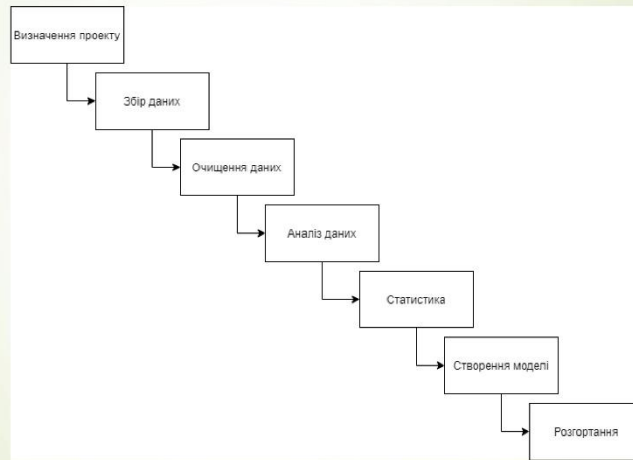 Визначення проекту
Збір даних
Очищення даних
Аналіз даних
Статистика
Створення моделі
Розгортання